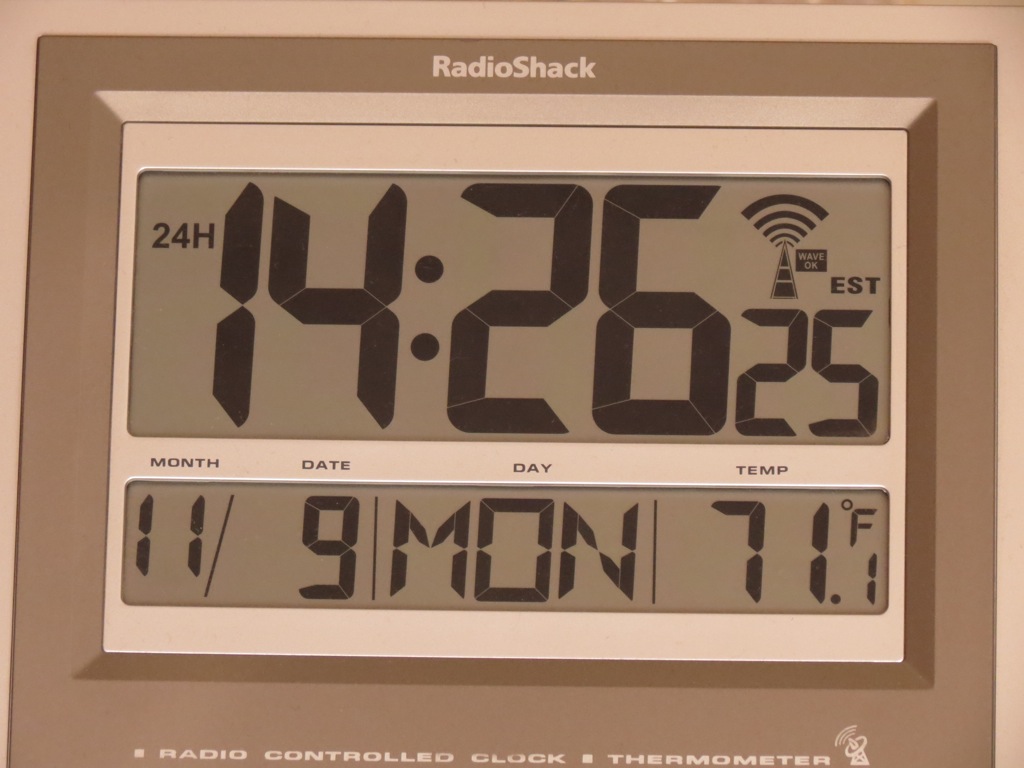 RadioShack
24H 14:26 25
WAVE
OK
EST
MONTH DATE DAY TEMP
11/ 9 MON 71.1 °F
RADIO CONTROLLED CLOCK THERMOMETER